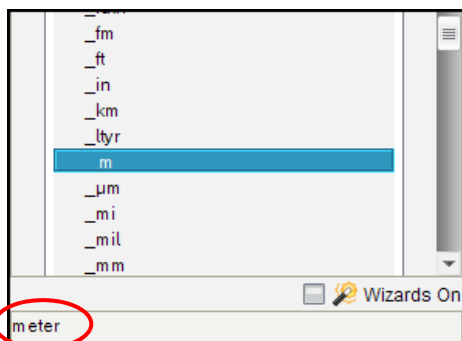 _fm
_ft
_in
_km
_ltyr
_m
_µm
_mi
_mil
_mm
Wizards On
meter